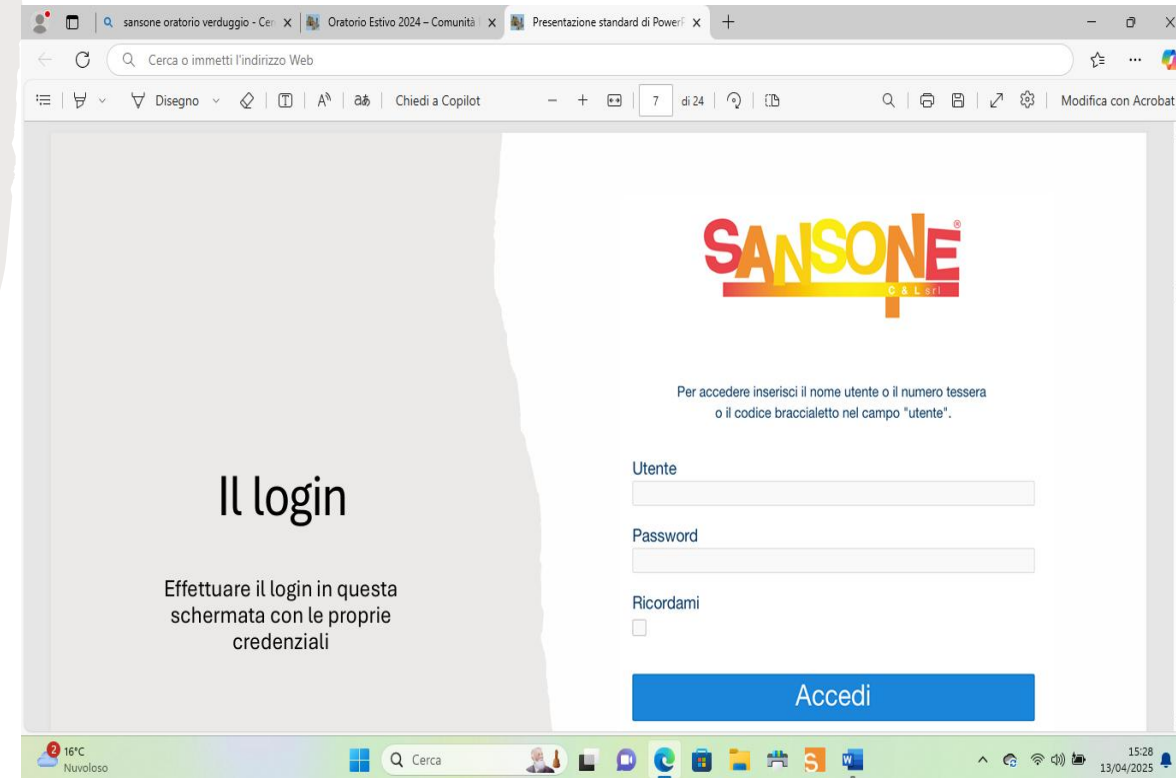 sansone oratorio verduggio - Cen
Oratorio Estivo 2024 – Comunità
Presentazione standard di PowerP
Cerca o immetti l'indirizzo Web
Disegno
Chiedi a Copilot
7 di 24
Modifica con Acrobat
SANSONE®
C & L srl
Per accedere inserisci il nome utente o il numero tessera
o il codice braccialetto nel campo "utente".
Utente
Il login
Password
Effettuare il login in questa
schermata con le proprie
credenziali
Ricordami
Accedi
2
16°C
Nuvoloso
Cerca
15:28
13/04/2025